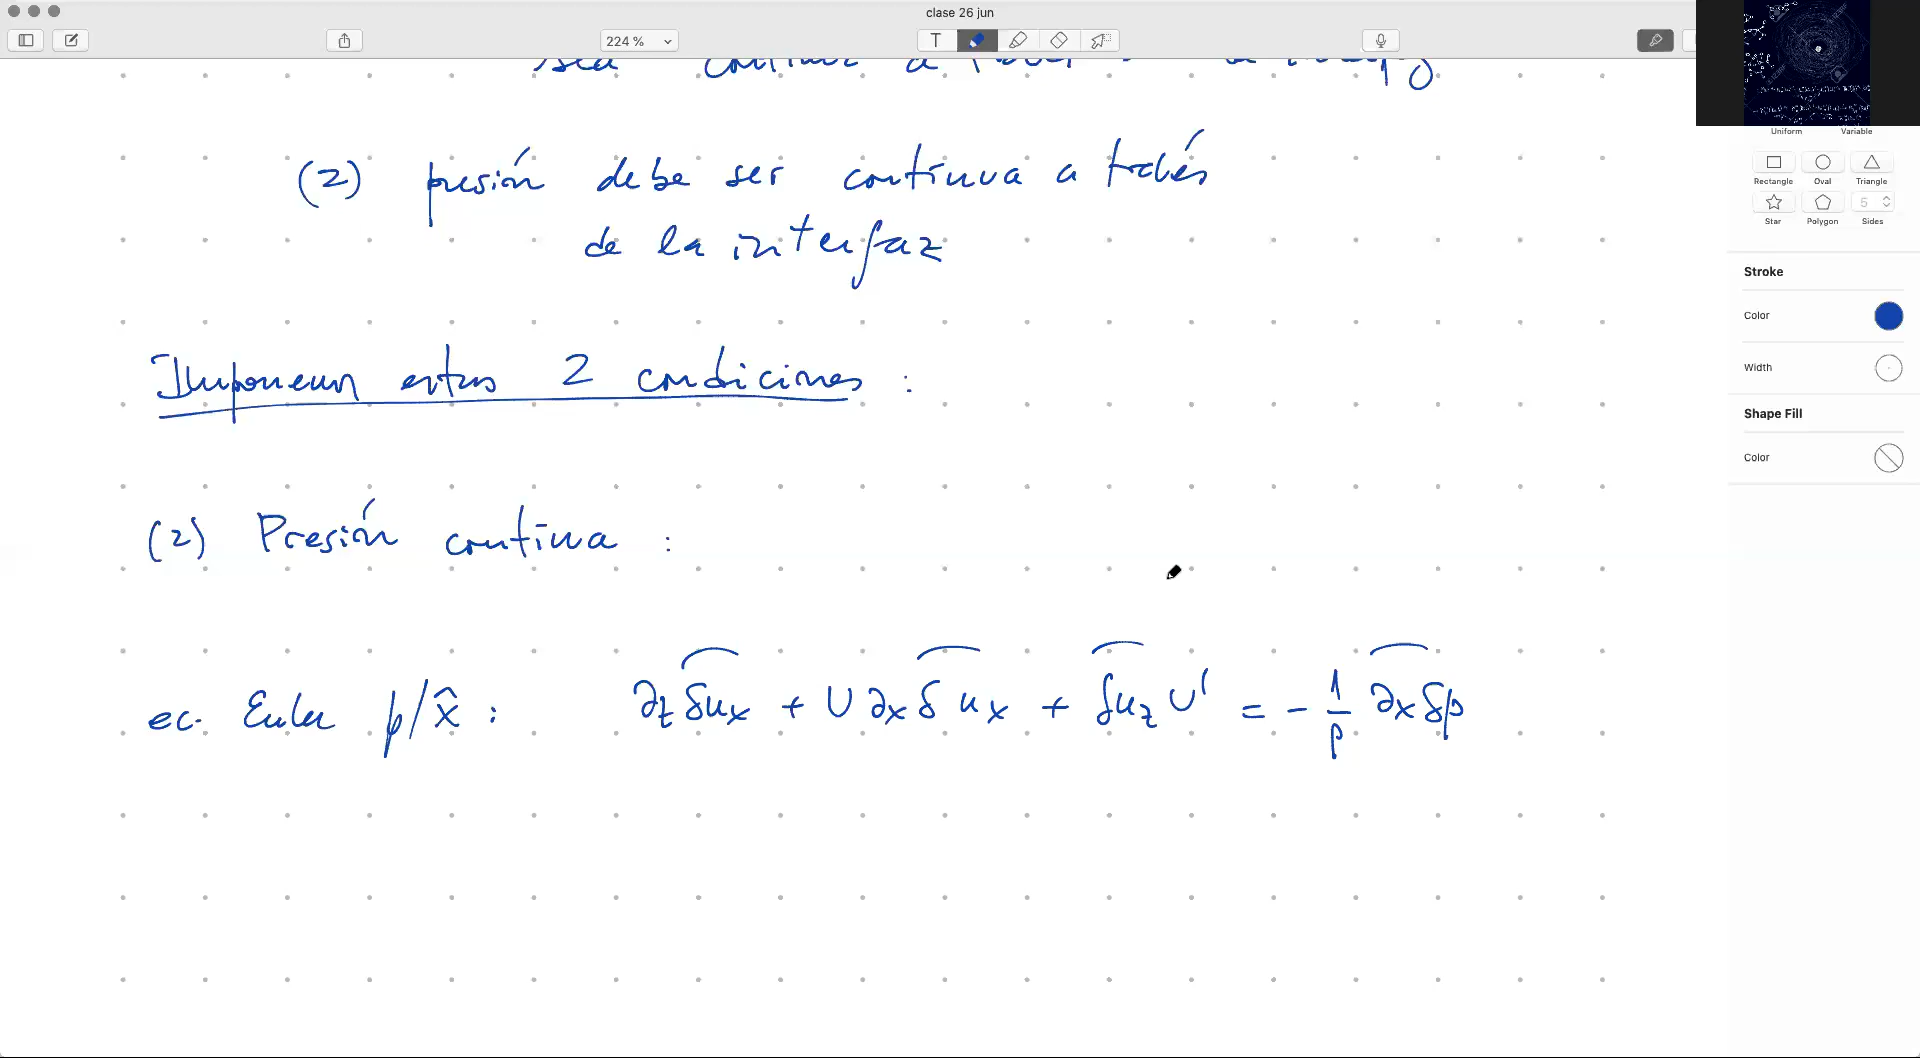 clase 26 jun
224 %
T
(2) presión debe ser continua a través
de la interfaz
Imponemos estas 2 condiciones :
(2) Presión continua :
ec. Euler p/x̂ : ∂t δux + U ∂x δux + δuz U' = - 1/ρ ∂x δp
Uniform Variable
Rectangle Oval Triangle
5
Star Polygon Sides
Stroke
Color
Width
Shape Fill
Color